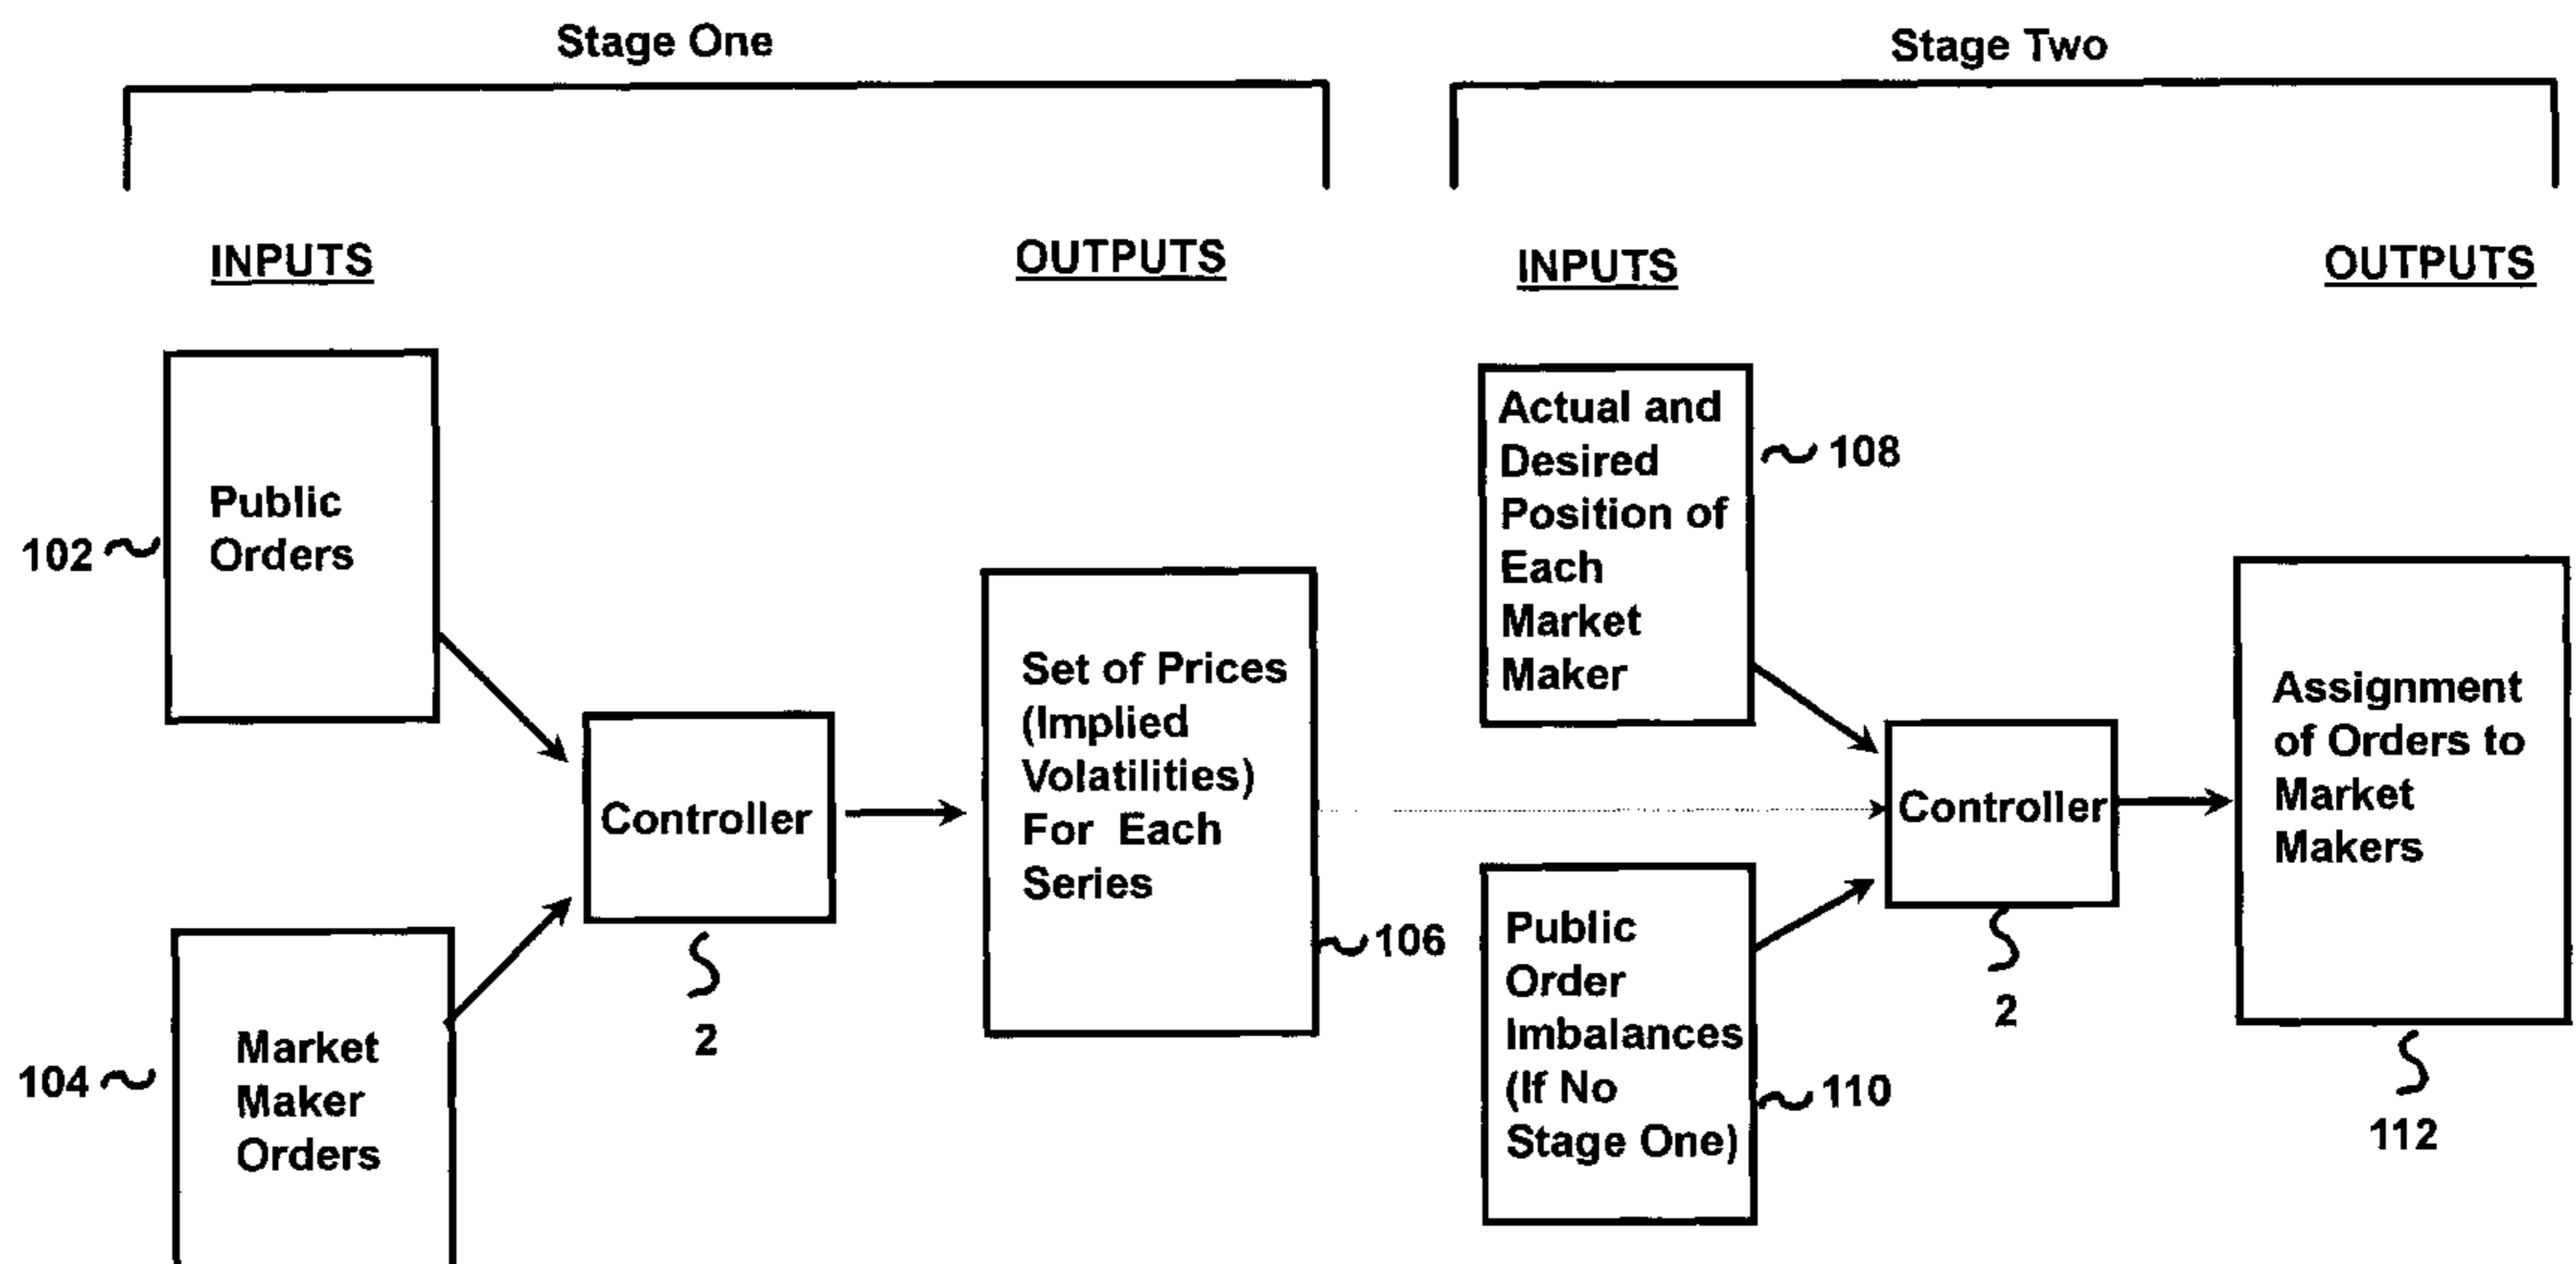 Stage One
INPUTS
OUTPUTS
102
Public
Orders
104
Market
Maker
Orders
Controller
2
Set of Prices
(Implied
Volatilities)
For Each
Series
106
Stage Two
INPUTS
OUTPUTS
Actual and
Desired
Position of
Each
Market
Maker
108
Public
Order
Imbalances
(If No
Stage One)
110
Controller
2
Assignment
of Orders to
Market
Makers
112